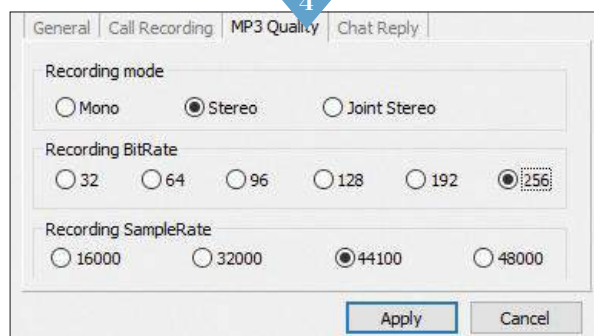 4
General Call Recording MP3 Quality Chat Reply
Recording mode
Mono Stereo Joint Stereo
Recording BitRate
32 64 96 128 192 256
Recording SampleRate
16000 32000 44100 48000
Apply Cancel